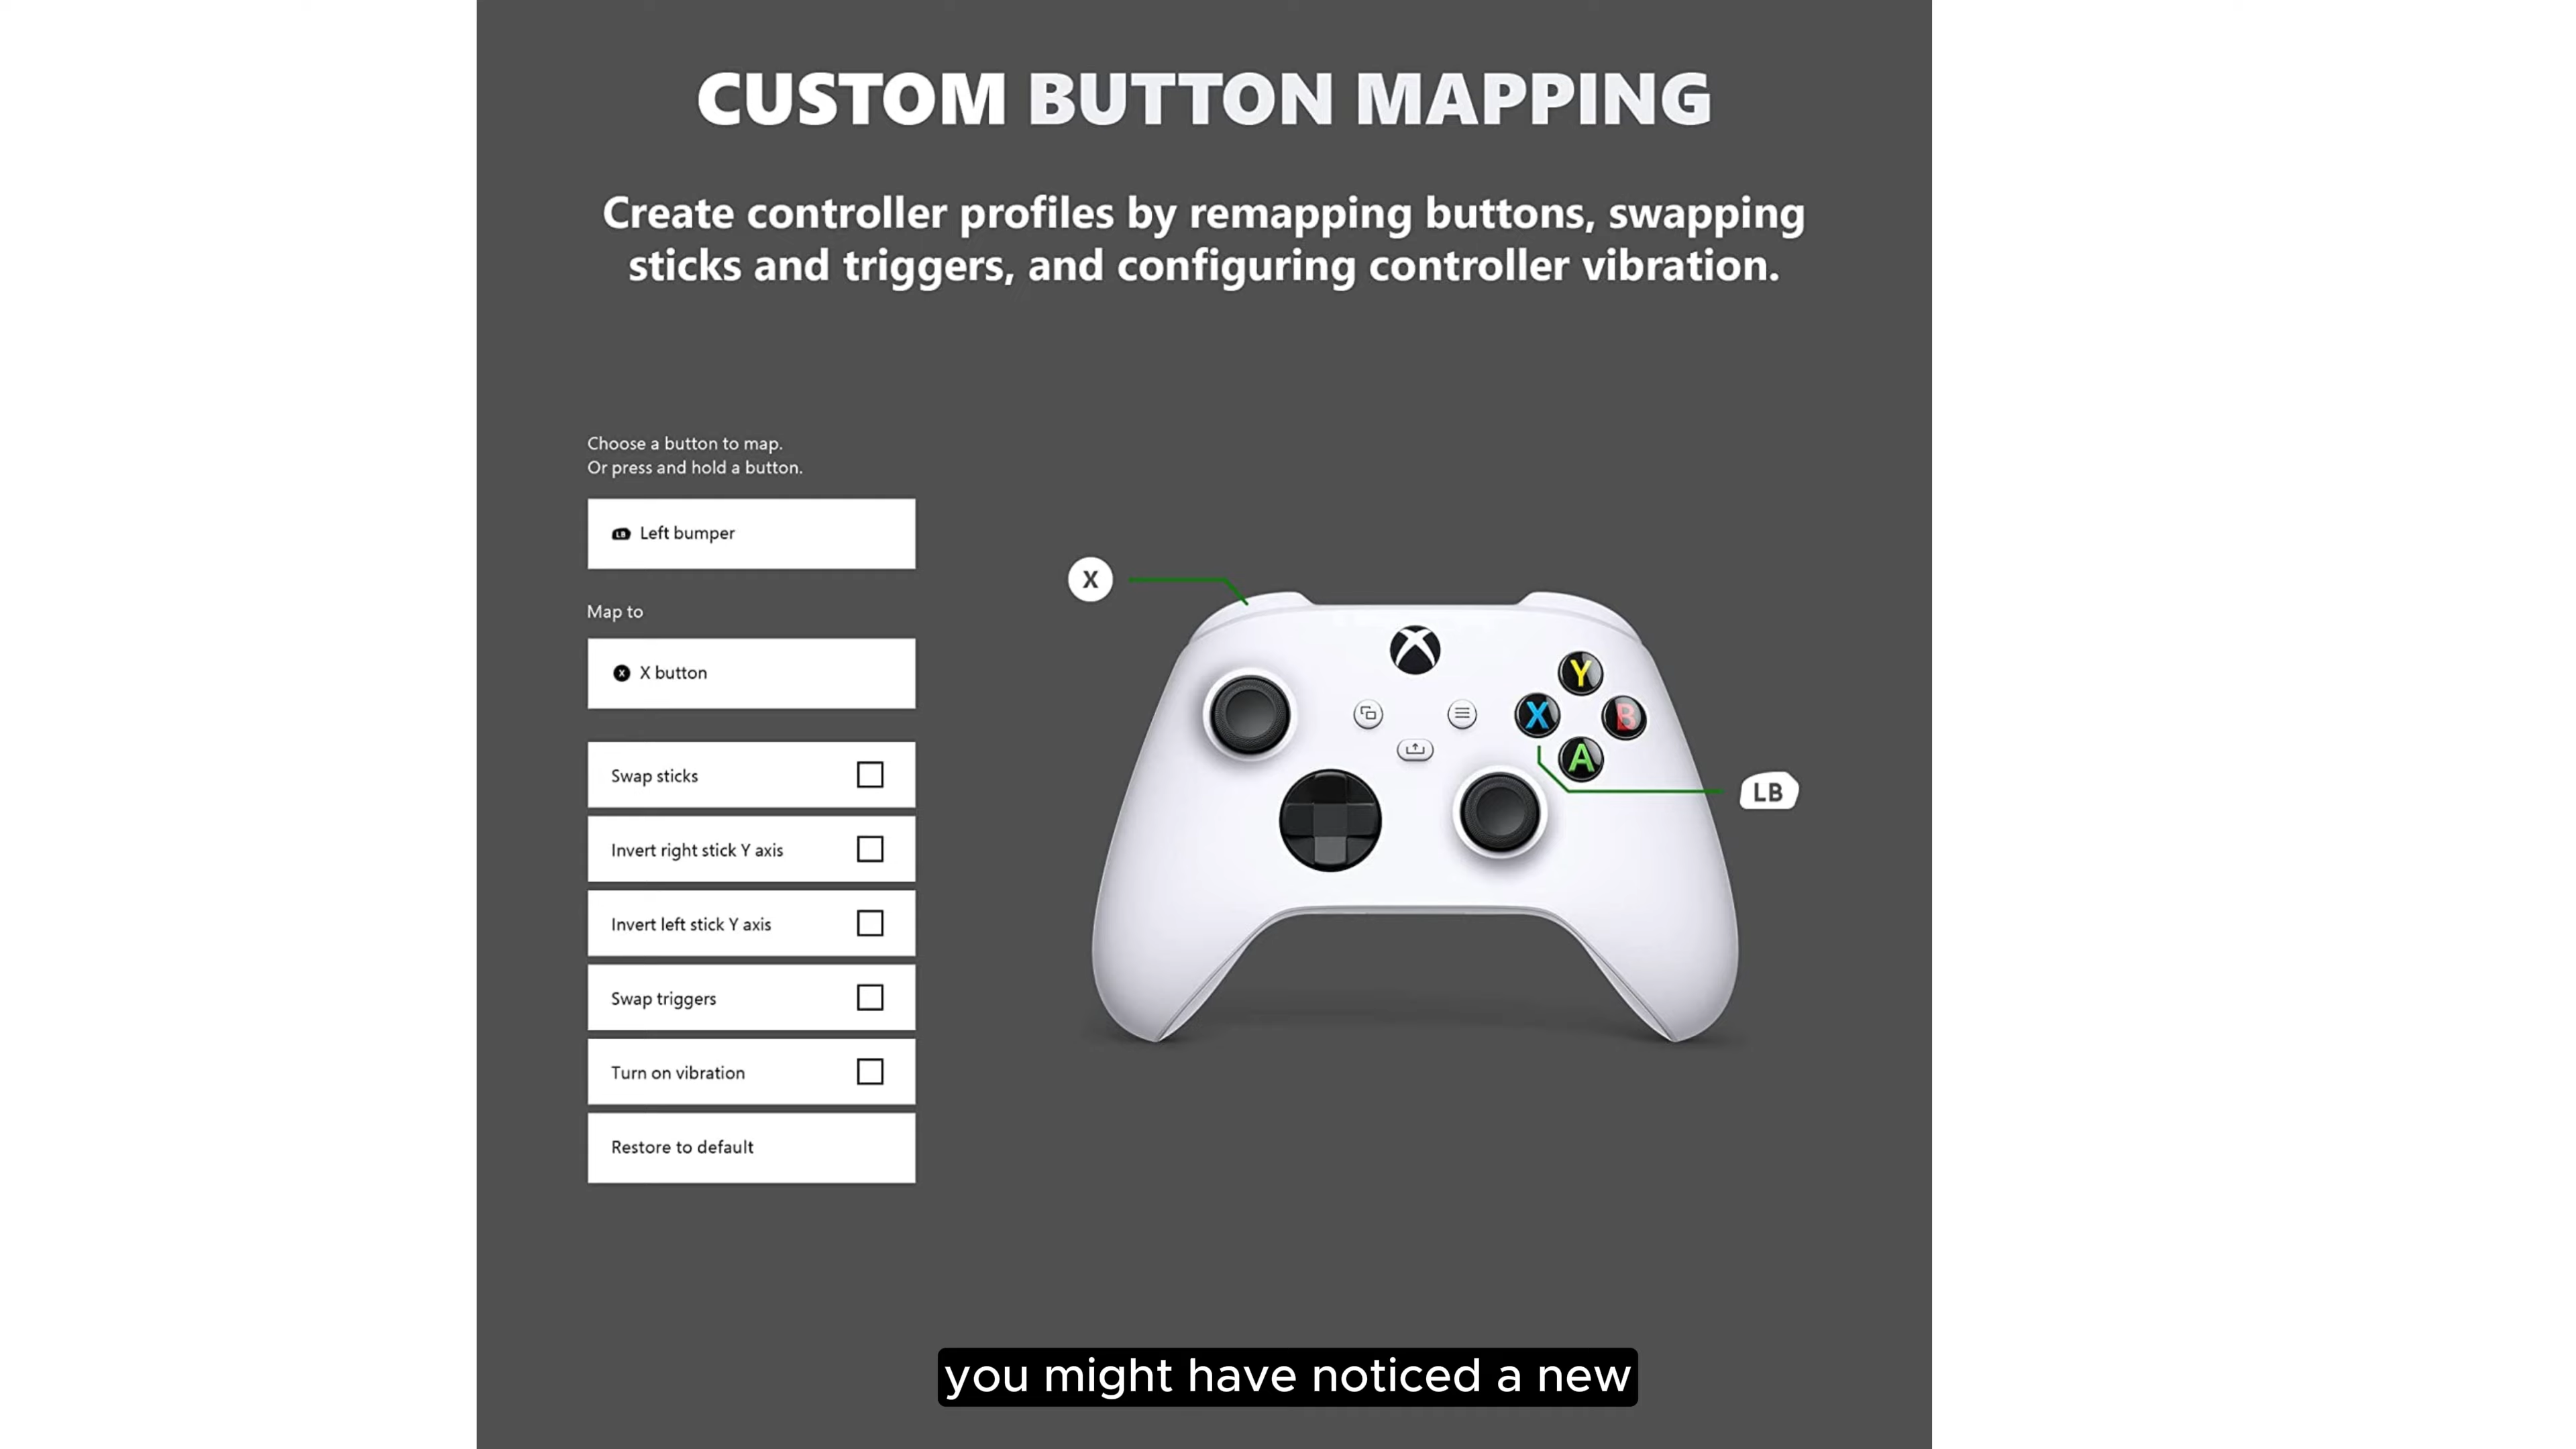 CUSTOM BUTTON MAPPING
Create controller profiles by remapping buttons, swapping
sticks and triggers, and configuring controller vibration.
Choose a button to map.
Or press and hold a button.
LB Left bumper
Map to
X X button
Swap sticks
Invert right stick Y axis
Invert left stick Y axis
Swap triggers
Turn on vibration
Restore to default
X
Y
X
B
A
LB
you might have noticed a new